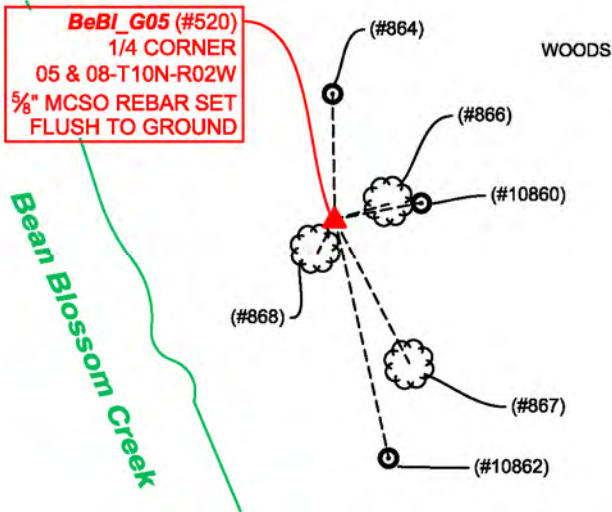 BeBl_G05 (#520)
1/4 CORNER
05 & 08-T10N-R02W
⅝" MCSO REBAR SET
FLUSH TO GROUND
(#864)
WOODS
(#866)
(#10860)
(#868)
(#867)
(#10862)
Bean Blossom Creek